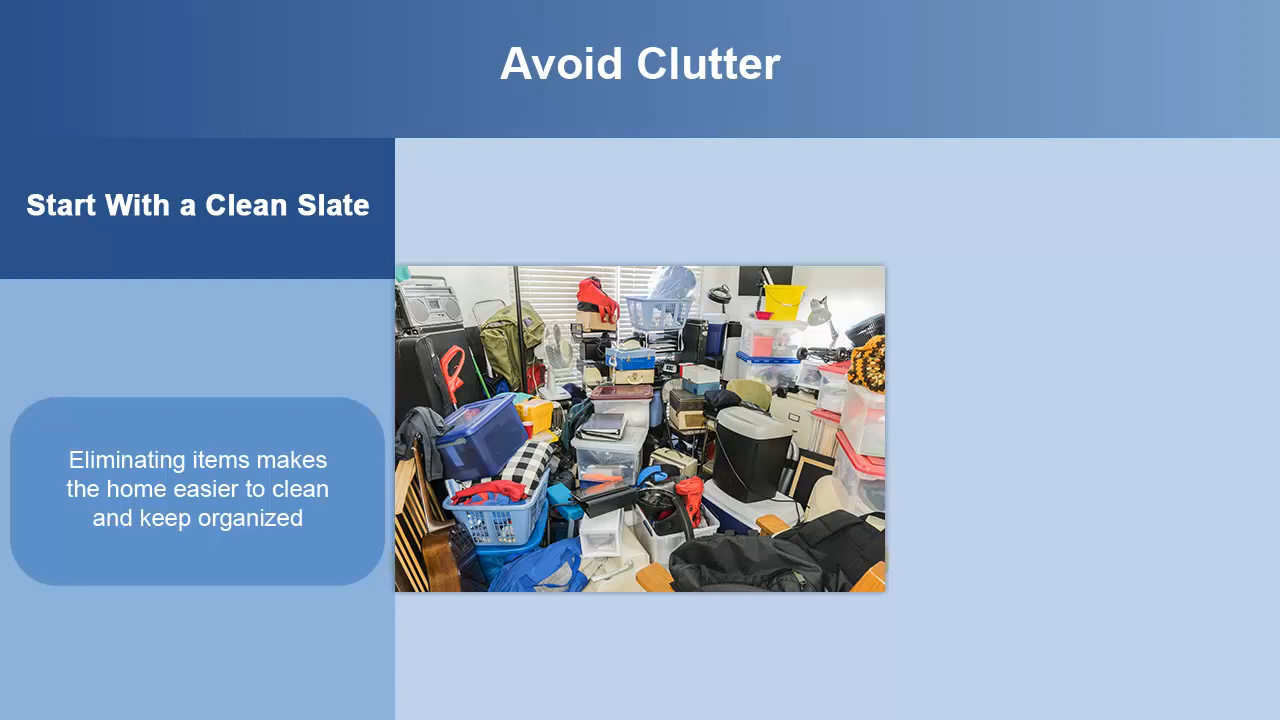 Avoid Clutter
Start With a Clean Slate
Eliminating items makes
the home easier to clean
and keep organized